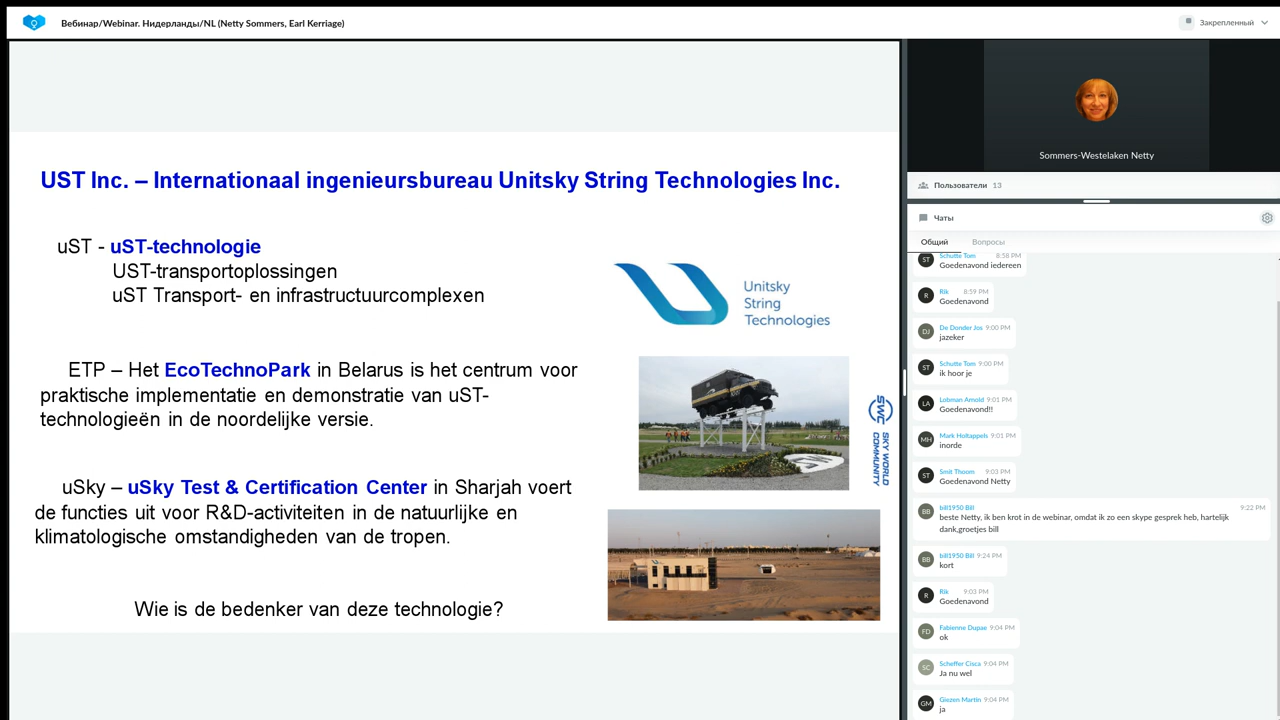 Вебинар/Webinar. Нидерланды/NL (Netty Sommers, Earl Kerriage)
Закрепленный
UST Inc. – Internationaal ingenieursbureau Unitsky String Technologies Inc.
uST - uST-technologie
UST-transportoplossingen
uST Transport- en infrastructuurcomplexen
Unitsky
String
Technologies
ETP – Het EcoTechnoPark in Belarus is het centrum voor
praktische implementatie en demonstratie van uST-
technologieën in de noordelijke versie.
SWC SKY WORLD
COMMUNITY
uSky – uSky Test & Certification Center in Sharjah voert
de functies uit voor R&D-activiteiten in de natuurlijke en
klimatologische omstandigheden van de tropen.
Wie is de bedenker van deze technologie?
Sommers-Westelaken Netty
Пользователи 13
Чаты
Общий Вопросы
ST Schutte Tom 8:58 PM
Goedenavond iedereen
R Rik 8:59 PM
Goedenavond
DJ De Donder Jos 9:00 PM
jazeker
ST Schutte Tom 9:00 PM
ik hoor je
LA Lobman Arnold 9:01 PM
Goedenavond!!
MH Mark Holtappels 9:01 PM
inorde
ST Smit Thoom 9:03 PM
Goedenavond Netty
BB bill1950 Bill 9:22 PM
beste Netty, ik ben krot in de webinar, omdat ik zo een skype gesprek heb, hartelijk
dank,groetjes bill
BB bill1950 Bill 9:24 PM
kort
R Rik 9:03 PM
Goedenavond
FD Fabienne Dupae 9:04 PM
ok
SC Scheffer Cisca 9:04 PM
Ja nu wel
GM Giezen Martin 9:04 PM
ja